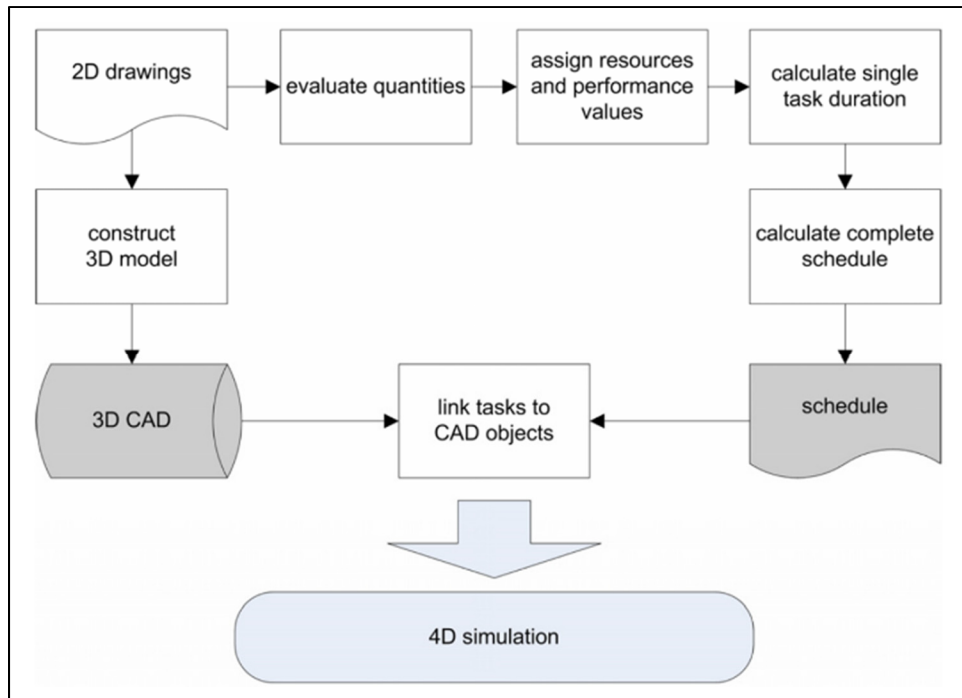 2D drawings
evaluate quantities
assign resources
and performance
values
calculate single
task duration
construct
3D model
calculate complete
schedule
3D CAD
link tasks to
CAD objects
schedule
4D simulation